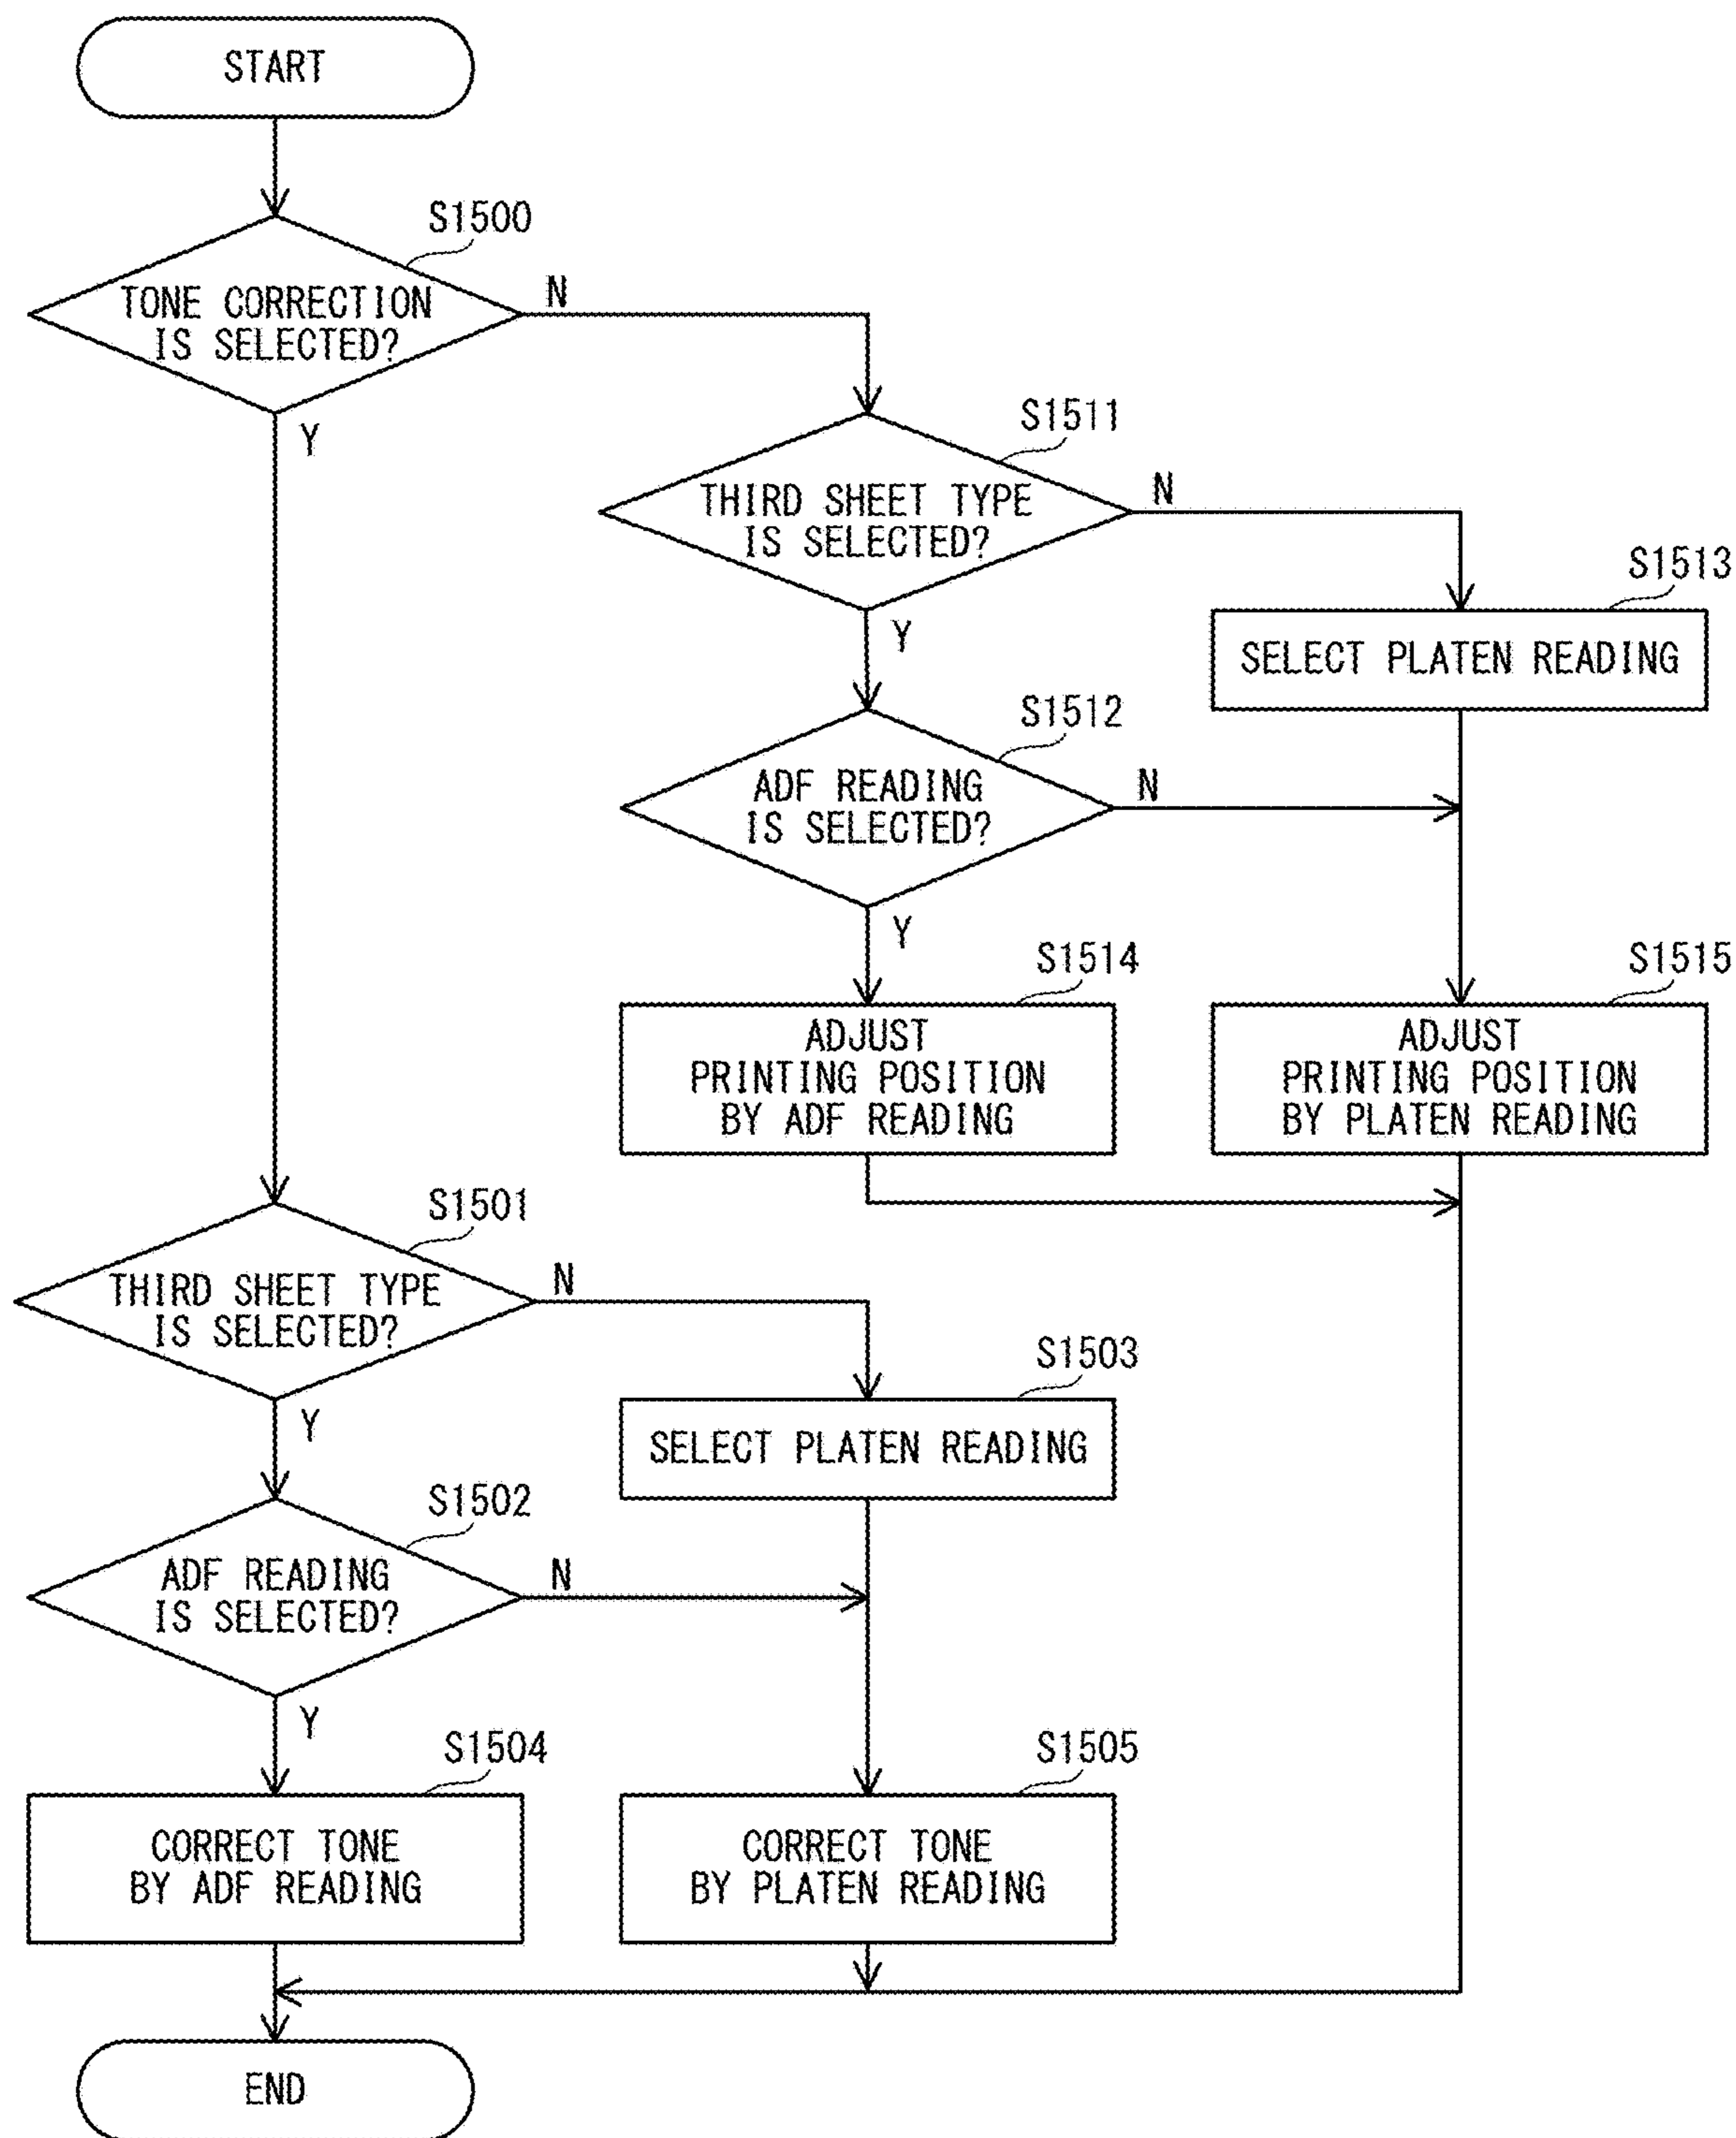 START
S1500
TONE CORRECTION
IS SELECTED?
N
Y
S1511
THIRD SHEET TYPE
IS SELECTED?
N
Y
S1513
SELECT PLATEN READING
S1512
ADF READING
IS SELECTED?
N
Y
S1514
ADJUST
PRINTING POSITION
BY ADF READING
S1515
ADJUST
PRINTING POSITION
BY PLATEN READING
S1501
THIRD SHEET TYPE
IS SELECTED?
N
Y
S1503
SELECT PLATEN READING
S1502
ADF READING
IS SELECTED?
N
Y
S1504
CORRECT TONE
BY ADF READING
S1505
CORRECT TONE
BY PLATEN READING
END